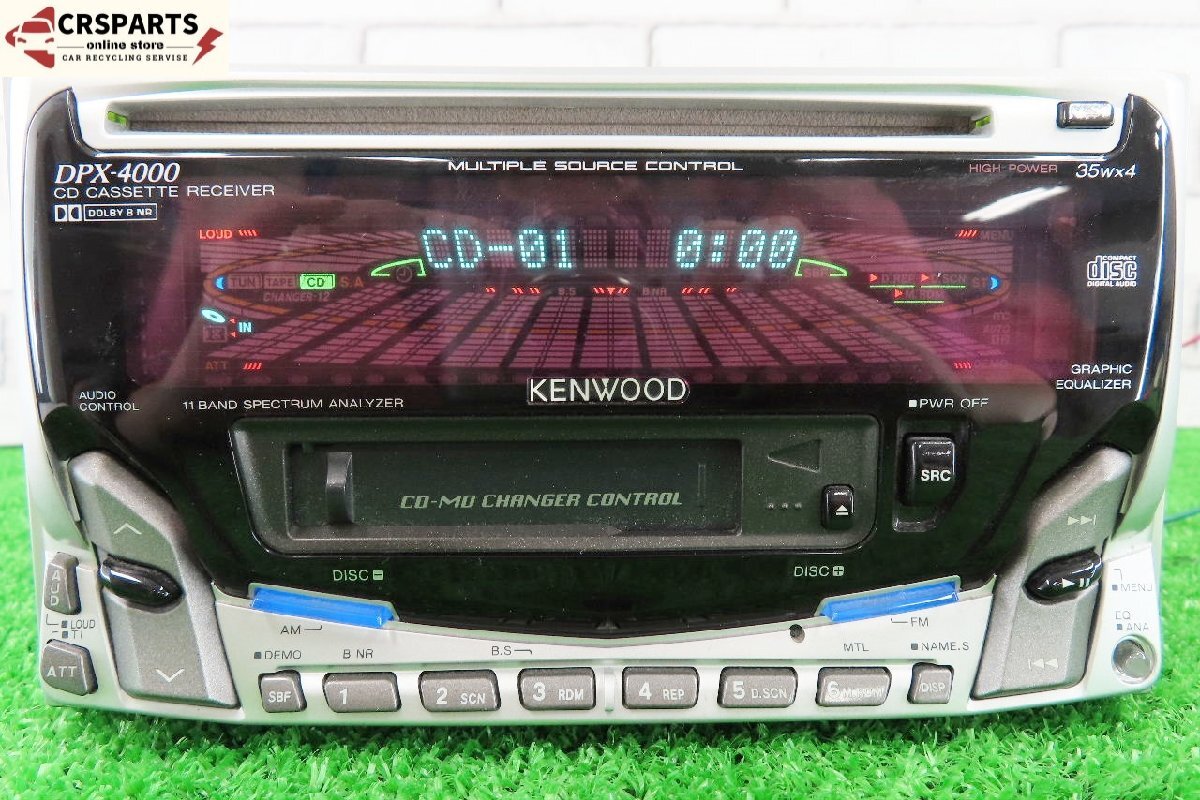 CRSPARTS
online store
CAR RECYCLING SERVISE
DPX-4000
CD CASSETTE RECEIVER
DOLBY B NR
MULTIPLE SOURCE CONTROL
HIGH-POWER 35W×4
COMPACT
disc
DIGITAL AUDIO
LOUD
CD-01 0:00
MENU
TUN TAPE CD S.A
CHANGER-12
B.S B.NR
IN
ATT
KENWOOD
GRAPHIC
EQUALIZER
AUDIO
CONTROL
11 BAND SPECTRUM ANALYZER
PWR OFF
SRC
CD-MD CHANGER CONTROL
DISC-
DISC+
AUD
LOUD
TI
ATT
AM
FM
MENU
EQ
ANA
DEMO
B NR
B.S
MTL
NAME.S
SBF
1
2 SCN
3 RDM
4 REP
5 D.SCN
6
DISP